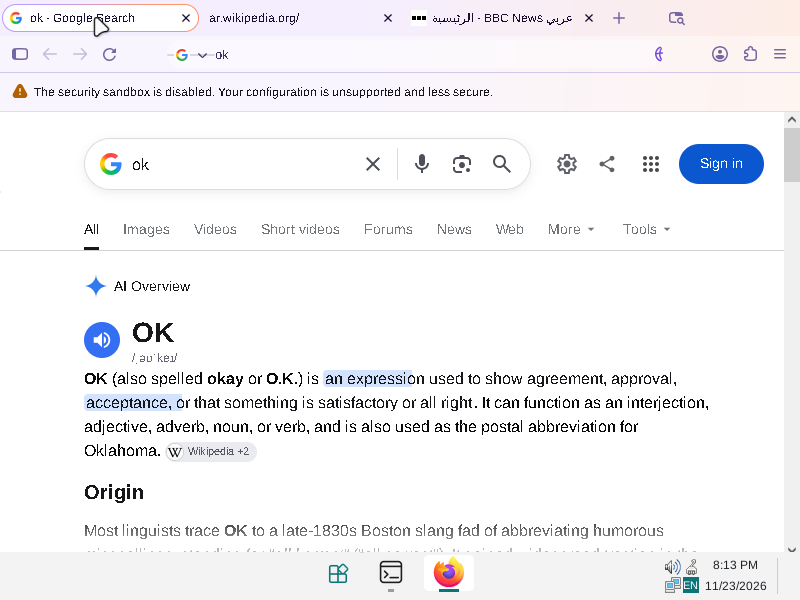 ok - Google Search
ar.wikipedia.org/
الرئيسية - BBC News عربي
ok
The security sandbox is disabled. Your configuration is unsupported and less secure.
ok
Sign in
All Images Videos Short videos Forums News Web More Tools
AI Overview
OK
/ˌəʊˈkeɪ/
OK (also spelled okay or O.K.) is an expression used to show agreement, approval,
acceptance, or that something is satisfactory or all right. It can function as an interjection,
adjective, adverb, noun, or verb, and is also used as the postal abbreviation for
Oklahoma. W Wikipedia +2
Origin
Most linguists trace OK to a late-1830s Boston slang fad of abbreviating humorous
8:13 PM
EN 11/23/2026